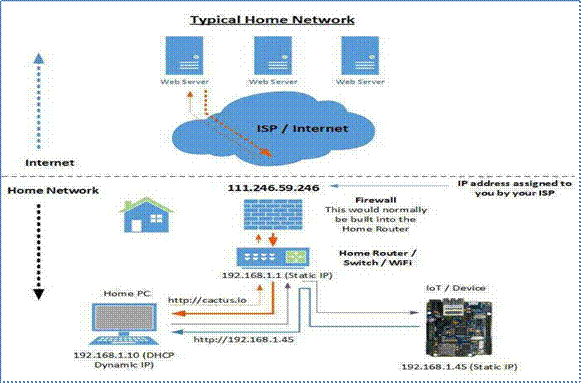 Typical Home Network
Web Server
Web Server
Web Server
ISP / Internet
Internet
Home Network
111.246.59.246
IP address assigned to
you by your ISP
Firewall
This would normally
be built into the
Home Router
Home Router /
Switch / WiFi
192.168.1.1 (Static IP)
Home PC
http://cactus.io
IoT / Device
http://192.168.1.45
192.168.1.10 (DHCP
Dynamic IP)
192.168.1.45 (Static IP)